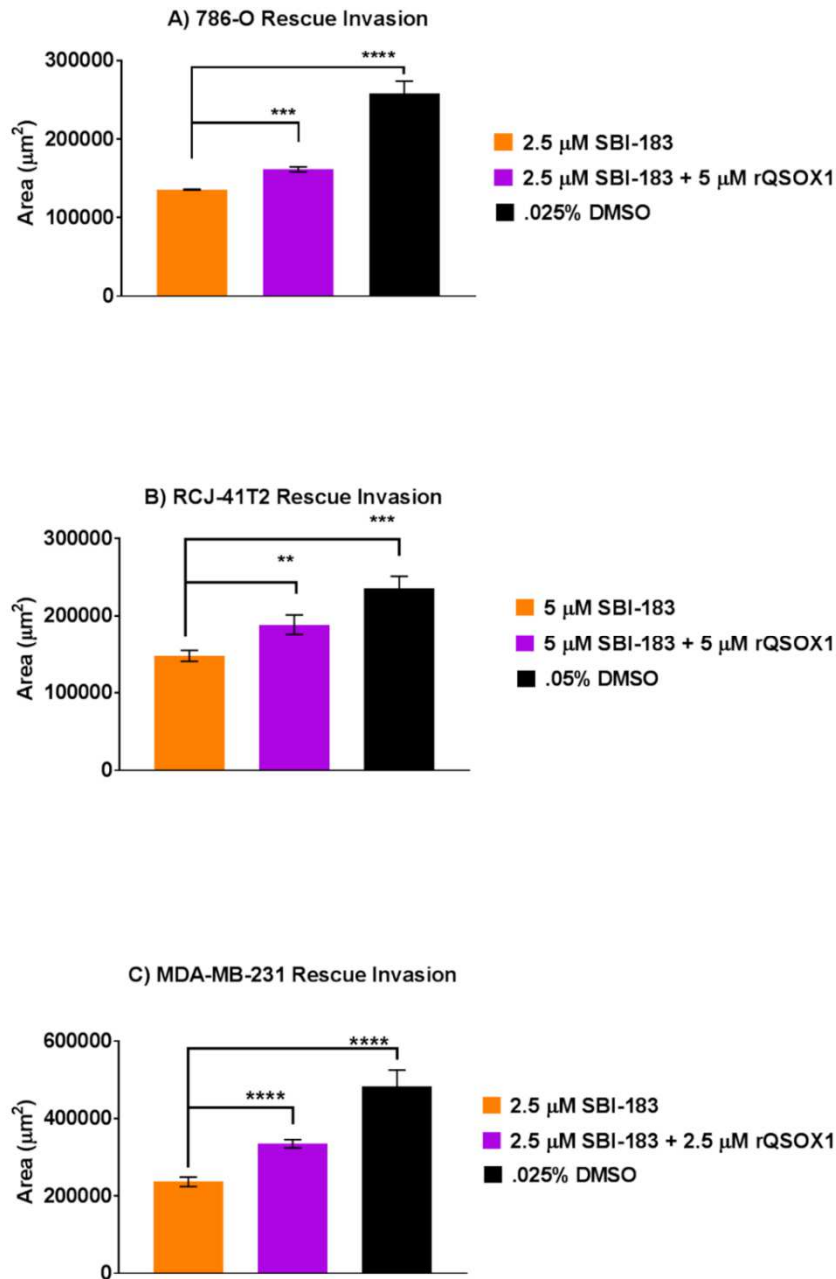 A) 786-O Rescue Invasion
300000
200000
100000
0
Area (μm²)
****
***
2.5 μM SBI-183
2.5 μM SBI-183 + 5 μM rQSOX1
.025% DMSO
B) RCJ-41T2 Rescue Invasion
300000
200000
100000
0
Area (μm²)
***
**
5 μM SBI-183
5 μM SBI-183 + 5 μM rQSOX1
.05% DMSO
C) MDA-MB-231 Rescue Invasion
600000
400000
200000
0
Area (μm²)
****
****
2.5 μM SBI-183
2.5 μM SBI-183 + 2.5 μM rQSOX1
.025% DMSO